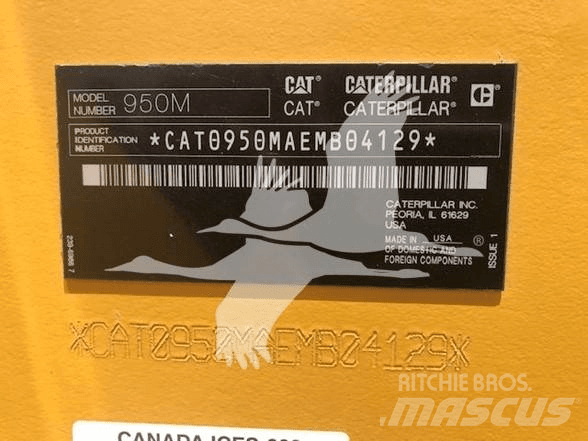 MODEL NUMBER 950M
CAT CATERPILLAR
CAT CATERPILLAR
PRODUCT IDENTIFICATION NUMBER *CAT0950MAEMB04129*
CATERPILLAR INC.
PEORIA, IL 61629
USA
MADE IN USA
OF DOMESTIC AND
FOREIGN COMPONENTS
®
ISSUE 1
*CAT0950MAEMB04129*
RITCHIE BROS.
MASCUS